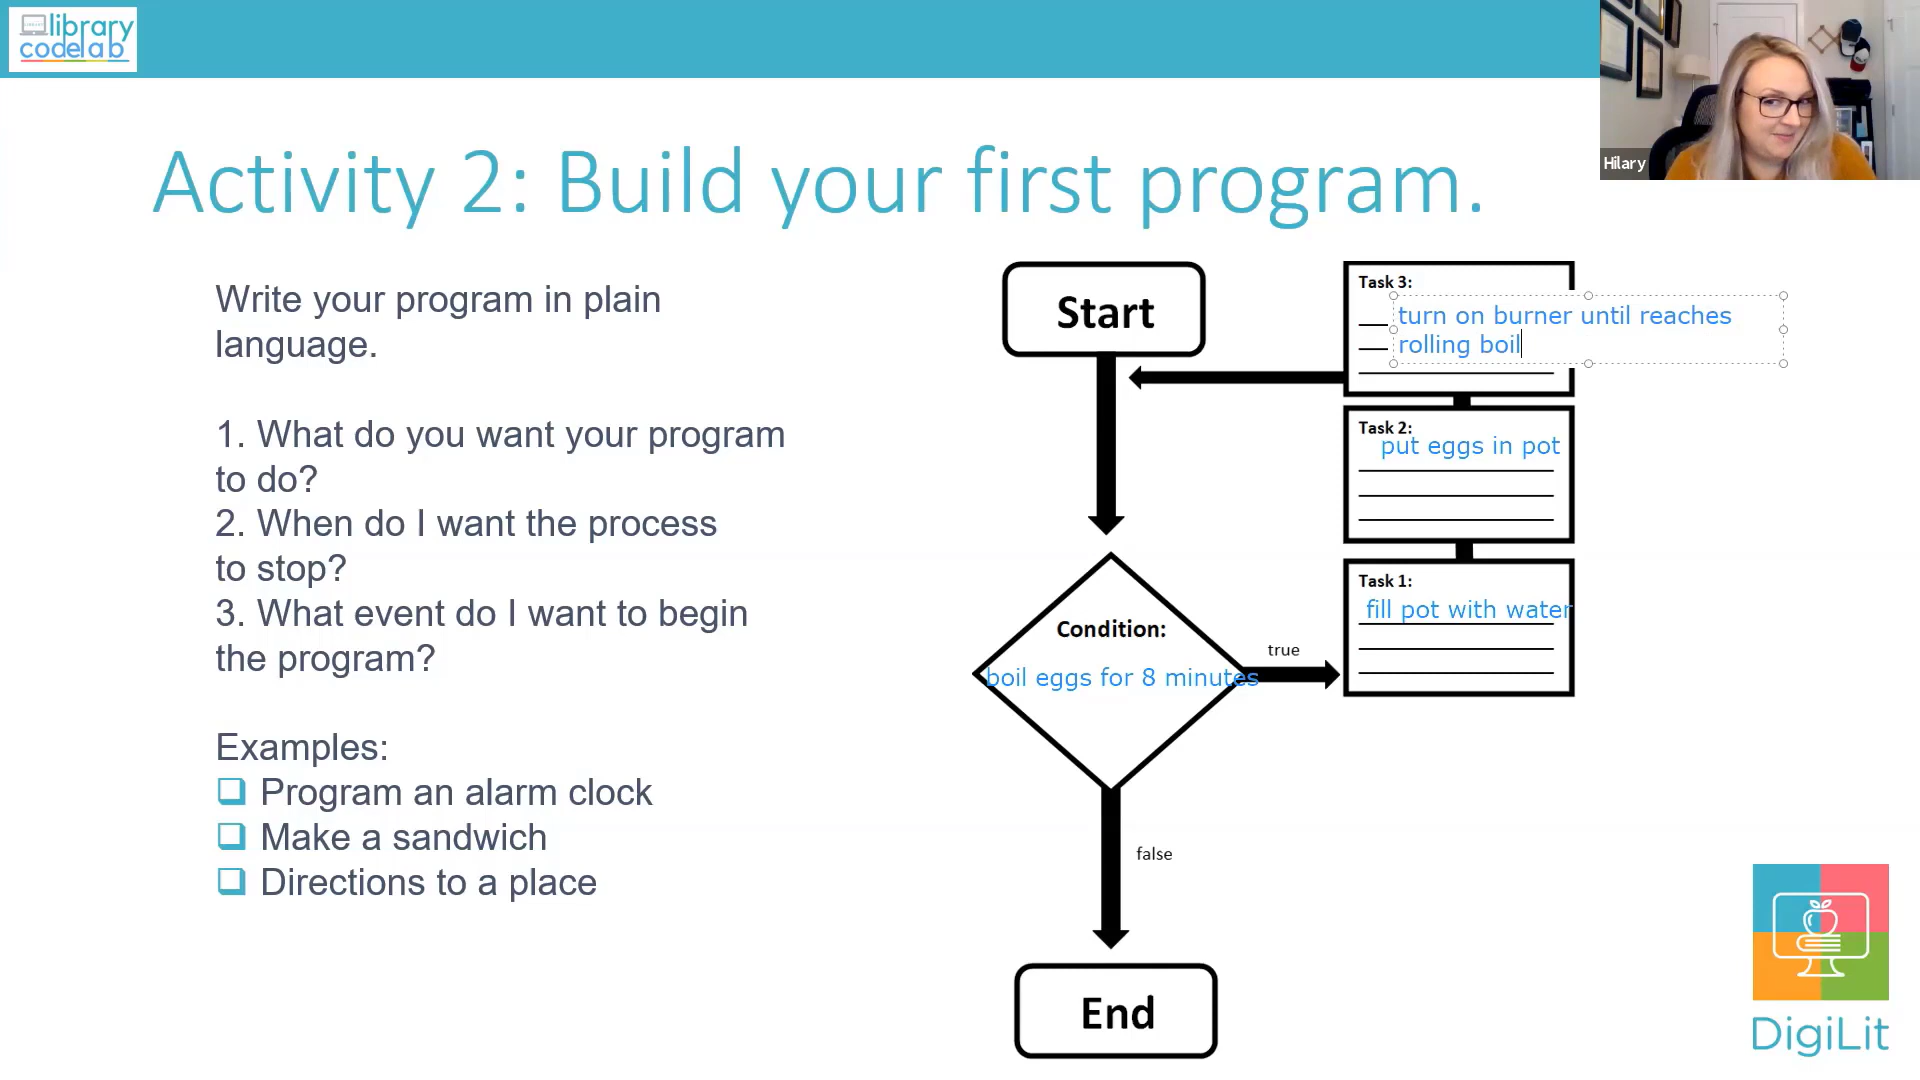 library
codelab
Hilary
Activity 2: Build your first program.
Write your program in plain
language.
1. What do you want your program
to do?
2. When do I want the process
to stop?
3. What event do I want to begin
the program?
Examples:
Program an alarm clock
Make a sandwich
Directions to a place
Start
Task 3:
turn on burner until reaches
rolling boil
Task 2:
put eggs in pot
Task 1:
fill pot with water
Condition:
boil eggs for 8 minutes
true
false
End
DigiLit